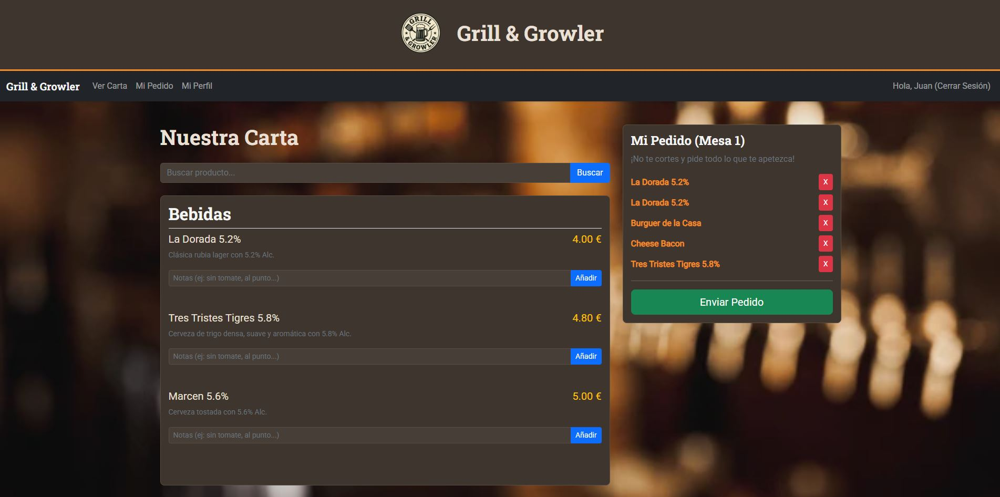 GRILL
& GROWLER
Grill & Growler
Grill & Growler Ver Carta Mi Pedido Mi Perfil Hola, Juan (Cerrar Sesión)
Nuestra Carta
Buscar producto... Buscar
Bebidas
La Dorada 5.2% 4.00 €
Clásica rubia lager con 5.2% Alc.
Notas (ej: sin tomate, al punto...) Añadir
Tres Tristes Tigres 5.8% 4.80 €
Cerveza de trigo densa, suave y aromática con 5.8% Alc.
Notas (ej: sin tomate, al punto...) Añadir
Marcen 5.6% 5.00 €
Cerveza tostada con 5.6% Alc.
Notas (ej: sin tomate, al punto...) Añadir
Mi Pedido (Mesa 1)
¡No te cortes y pide todo lo que te apetezca!
La Dorada 5.2% X
La Dorada 5.2% X
Burguer de la Casa X
Cheese Bacon X
Tres Tristes Tigres 5.8% X
Enviar Pedido